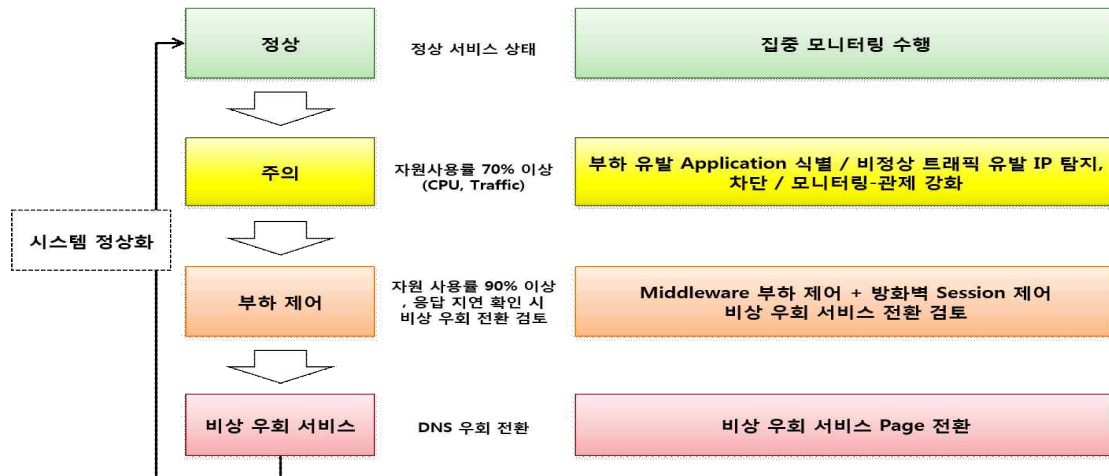 정상
정상 서비스 상태
집중 모니터링 수행
주의
자원사용률 70% 이상
(CPU, Traffic)
부하 유발 Application 식별 / 비정상 트래픽 유발 IP 탐지,
차단 / 모니터링-관제 강화
시스템 정상화
부하 제어
자원 사용률 90% 이상
, 응답 지연 확인 시
비상 우회 전환 검토
Middleware 부하 제어 + 방화벽 Session 제어
비상 우회 서비스 전환 검토
비상 우회 서비스
DNS 우회 전환
비상 우회 서비스 Page 전환